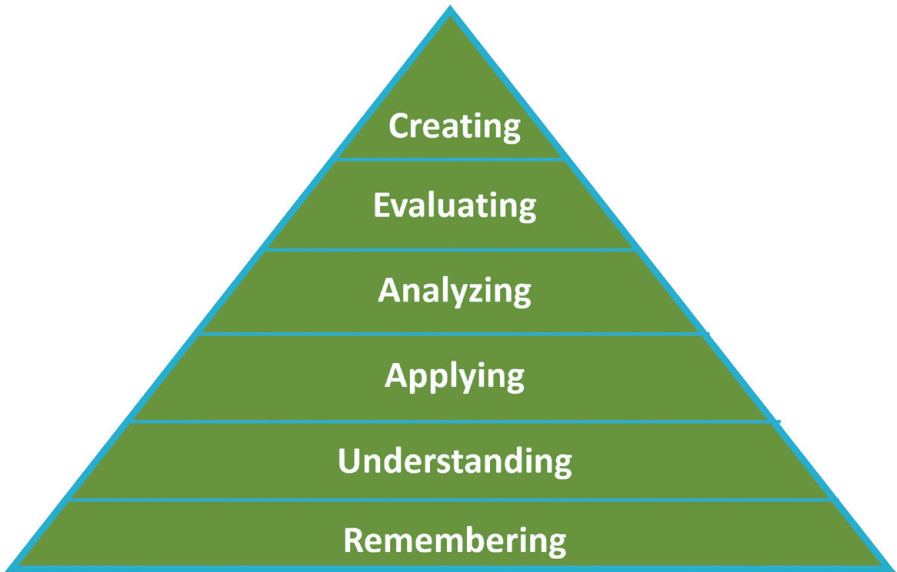 Creating
Evaluating
Analyzing
Applying
Understanding
Remembering